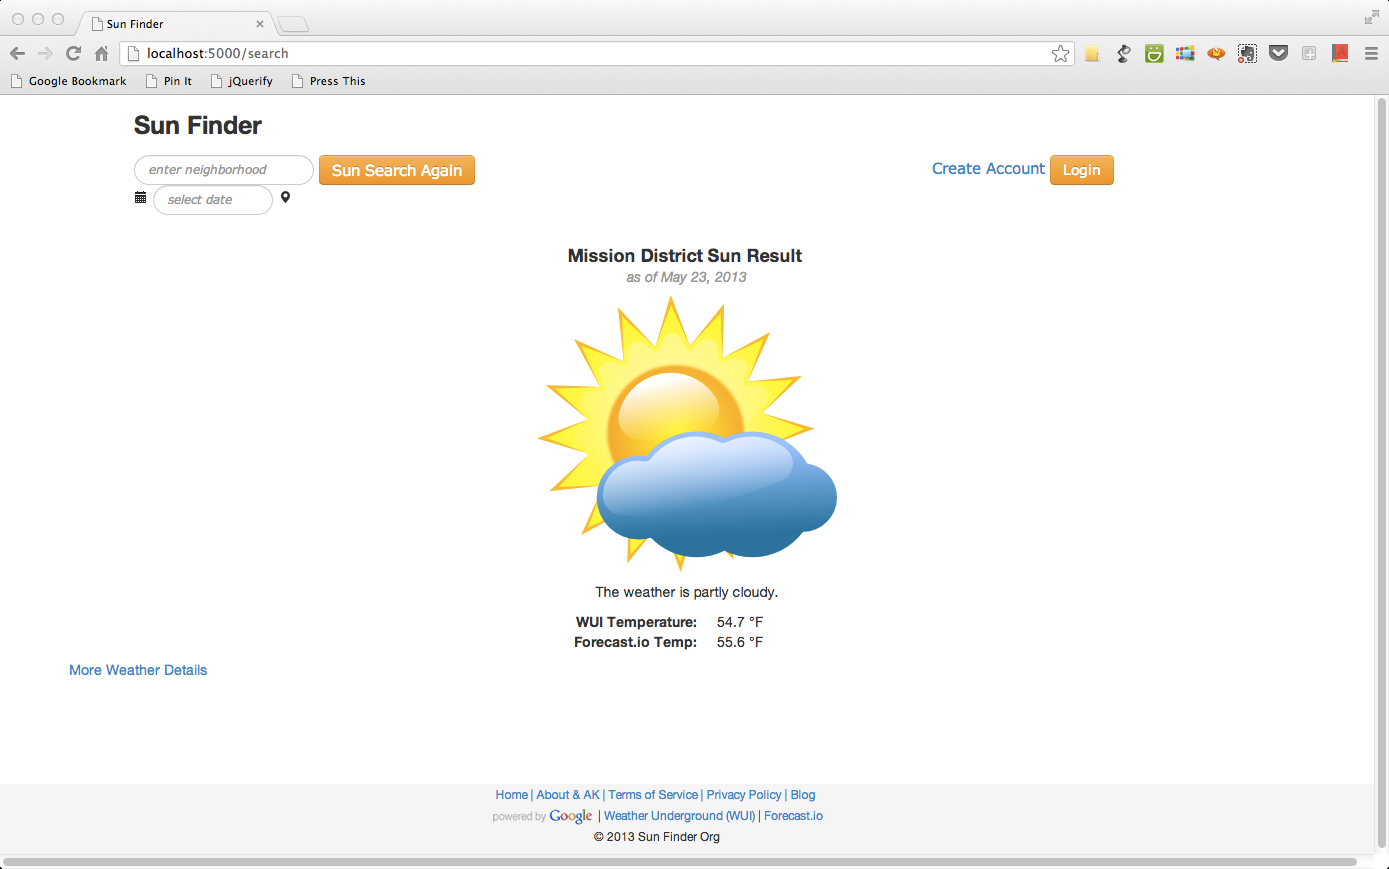 Sun Finder
localhost:5000/search
Google Bookmark Pin It jQuerify Press This
Sun Finder
enter neighborhood Sun Search Again Create Account Login
select date
Mission District Sun Result
as of May 23, 2013
The weather is partly cloudy.
WUI Temperature: 54.7 °F
Forecast.io Temp: 55.6 °F
More Weather Details
Home | About & AK | Terms of Service | Privacy Policy | Blog
powered by Google | Weather Underground (WUI) | Forecast.io
© 2013 Sun Finder Org